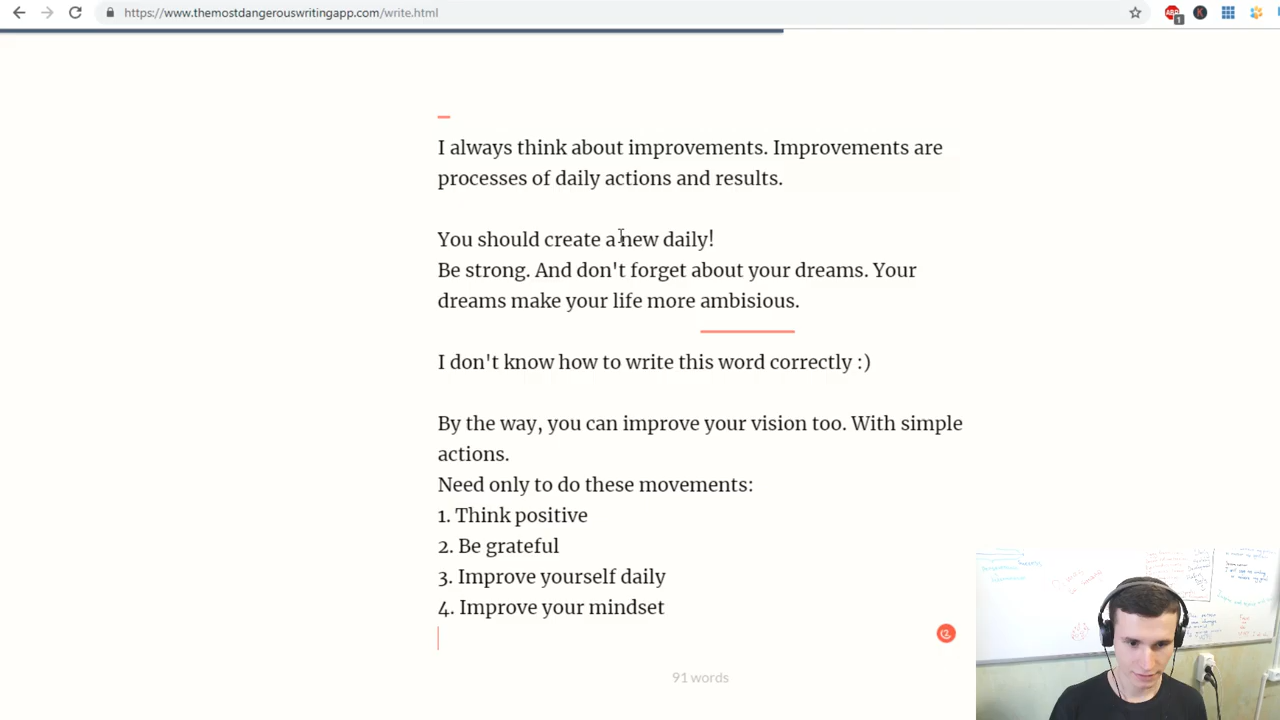 https://www.themostdangerouswritingapp.com/write.html
ABP
1
K
I always think about improvements. Improvements are
processes of daily actions and results.
You should create a new daily!
Be strong. And don't forget about your dreams. Your
dreams make your life more ambisious.
I don't know how to write this word correctly :)
By the way, you can improve your vision too. With simple
actions.
Need only to do these movements:
1. Think positive
2. Be grateful
3. Improve yourself daily
4. Improve your mindset
2
91 words